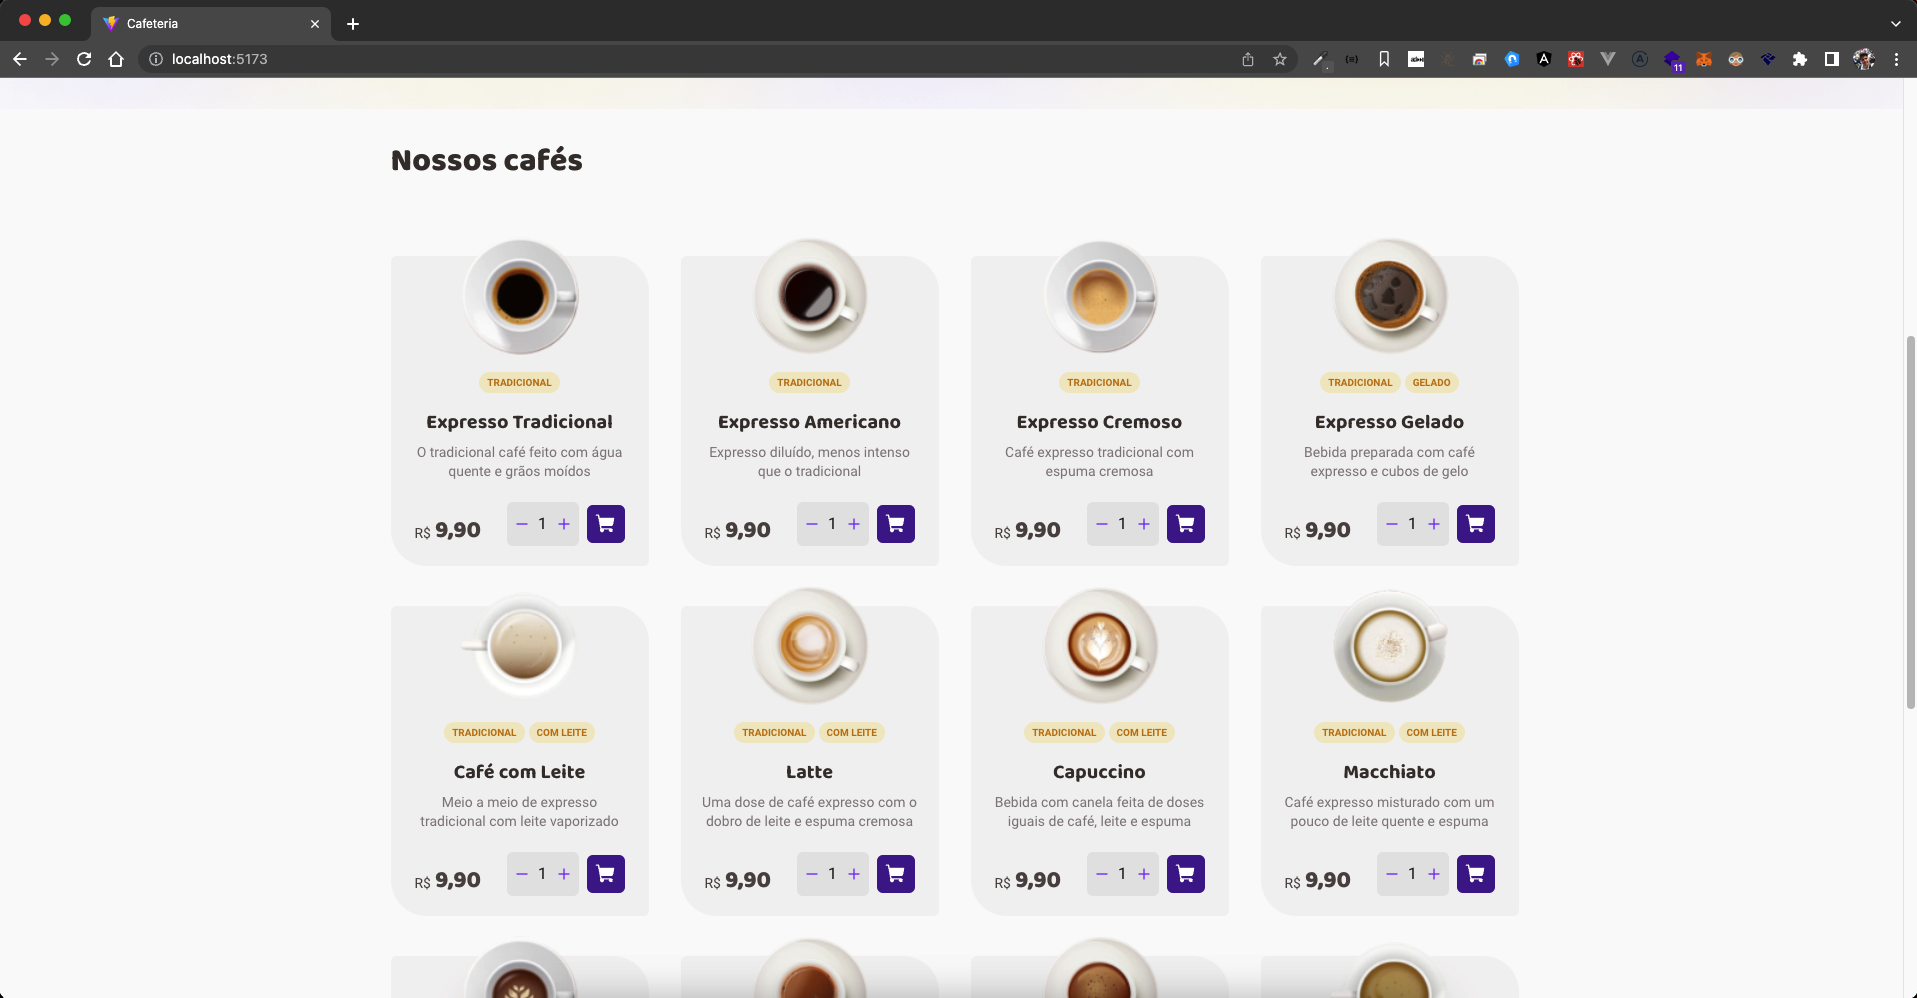 Cafeteria
localhost:5173
11
Nossos cafés
TRADICIONAL
Expresso Tradicional
O tradicional café feito com água
quente e grãos moídos
R$ 9,90
1
TRADICIONAL
Expresso Americano
Expresso diluído, menos intenso
que o tradicional
R$ 9,90
1
TRADICIONAL
Expresso Cremoso
Café expresso tradicional com
espuma cremosa
R$ 9,90
1
TRADICIONAL GELADO
Expresso Gelado
Bebida preparada com café
expresso e cubos de gelo
R$ 9,90
1
TRADICIONAL COM LEITE
Café com Leite
Meio a meio de expresso
tradicional com leite vaporizado
R$ 9,90
1
TRADICIONAL COM LEITE
Latte
Uma dose de café expresso com o
dobro de leite e espuma cremosa
R$ 9,90
1
TRADICIONAL COM LEITE
Capuccino
Bebida com canela feita de doses
iguais de café, leite e espuma
R$ 9,90
1
TRADICIONAL COM LEITE
Macchiato
Café expresso misturado com um
pouco de leite quente e espuma
R$ 9,90
1